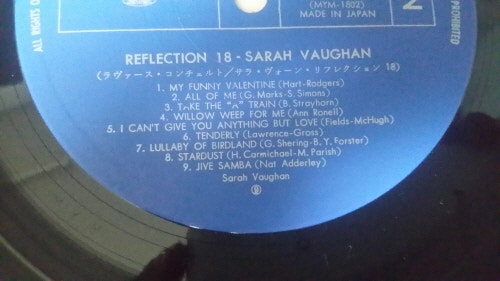 (MTM-1802)
MADE IN JAPAN
2
ALL RIGHTS O
PROHIBITED
REFLECTION 18 - SARAH VAUGHAN
(ラヴァース・コンチェルト/サラ・ヴォーン・リフレクション 18)
1. MY FUNNY VALENTINE (Hart-Rodgers)
2. ALL OF ME (G. Marks-S. Simons)
3. TAKE THE "A" TRAIN (B. Strayhorn)
4. WILLOW WEEP FOR ME (Ann Ronell)
5. I CAN'T GIVE YOU ANYTHING BUT LOVE (Fields-McHugh)
6. TENDERLY (Lawrence-Gross)
7. LULLABY OF BIRDLAND (G. Shering-B. Y. Forster)
8. STARDUST (H. Carmichael-M. Parish)
9. JIVE SAMBA (Nat Adderley)
Sarah Vaughan
Ⓟ